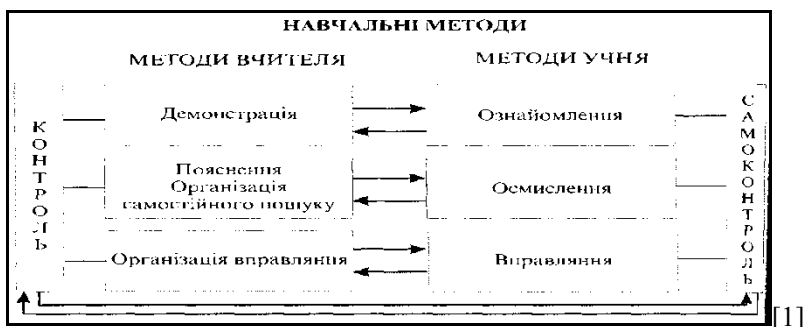 НАВЧАЛЬНІ МЕТОДИ
МЕТОДИ ВЧИТЕЛЯ МЕТОДИ УЧНЯ
КОНТРОЛЬ
Демонстрація
Ознайомлення
Пояснення
Організація
самостійного пошуку
Осмислення
Організація вправляння
Вправляння
САМОКОНТРОЛЬ
[1]